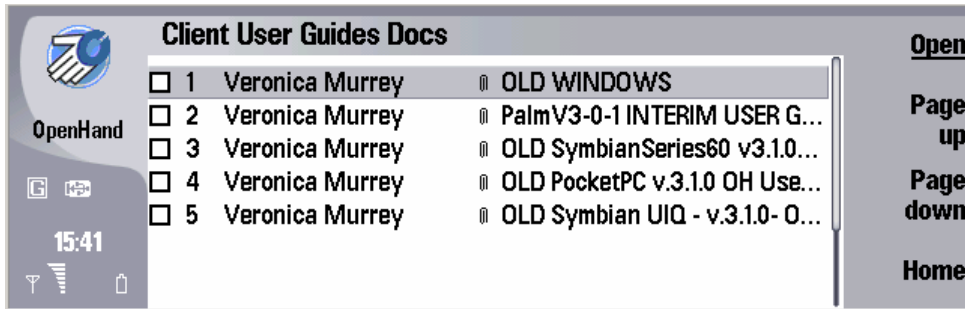 Client User Guides Docs
Open
1 Veronica Murrey OLD WINDOWS
2 Veronica Murrey PalmV3-0-1 INTERIM USER G...
3 Veronica Murrey OLD SymbianSeries60 v3.1.0...
4 Veronica Murrey OLD PocketPC v.3.1.0 OH Use...
5 Veronica Murrey OLD Symbian UIQ - v.3.1.0- O...
OpenHand
G
15:41
Page
up
Page
down
Home